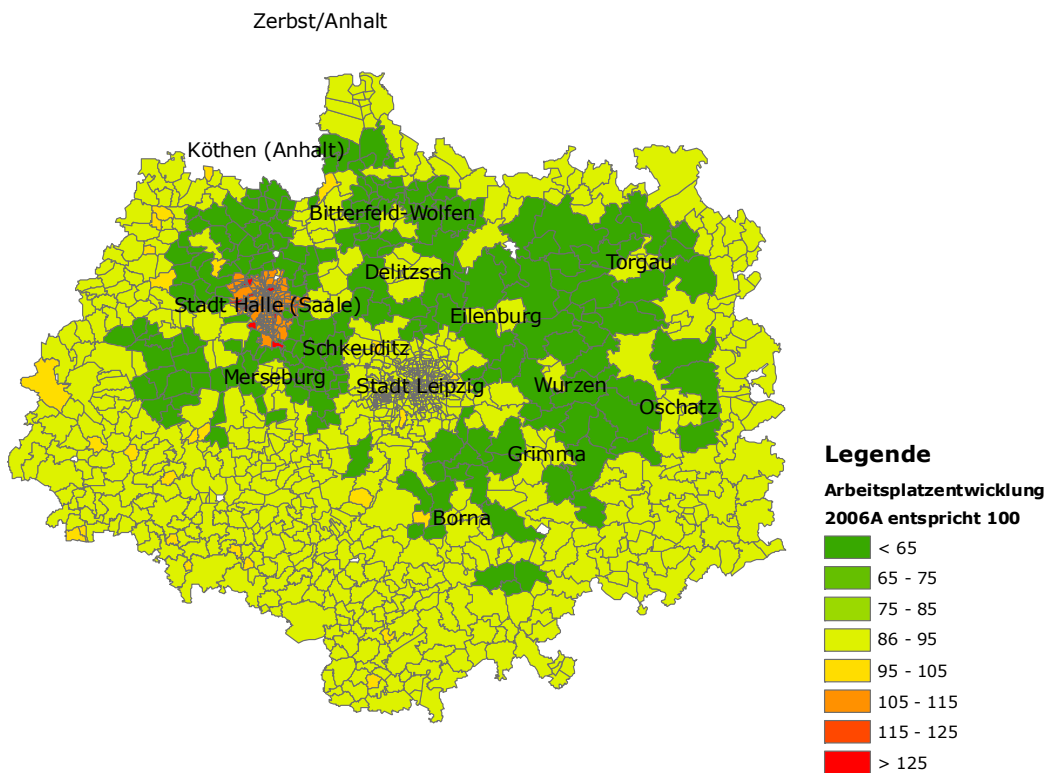 Zerbst/Anhalt
Köthen (Anhalt)
Bitterfeld-Wolfen
Torgau
Delitzsch
Stadt Halle (Saale)
Eilenburg
Schkeuditz
Merseburg
Stadt Leipzig
Wurzen
Oschatz
Grimma
Borna
Legende
Arbeitsplatzentwicklung
2006A entspricht 100
< 65
65 - 75
75 - 85
86 - 95
95 - 105
105 - 115
115 - 125
> 125